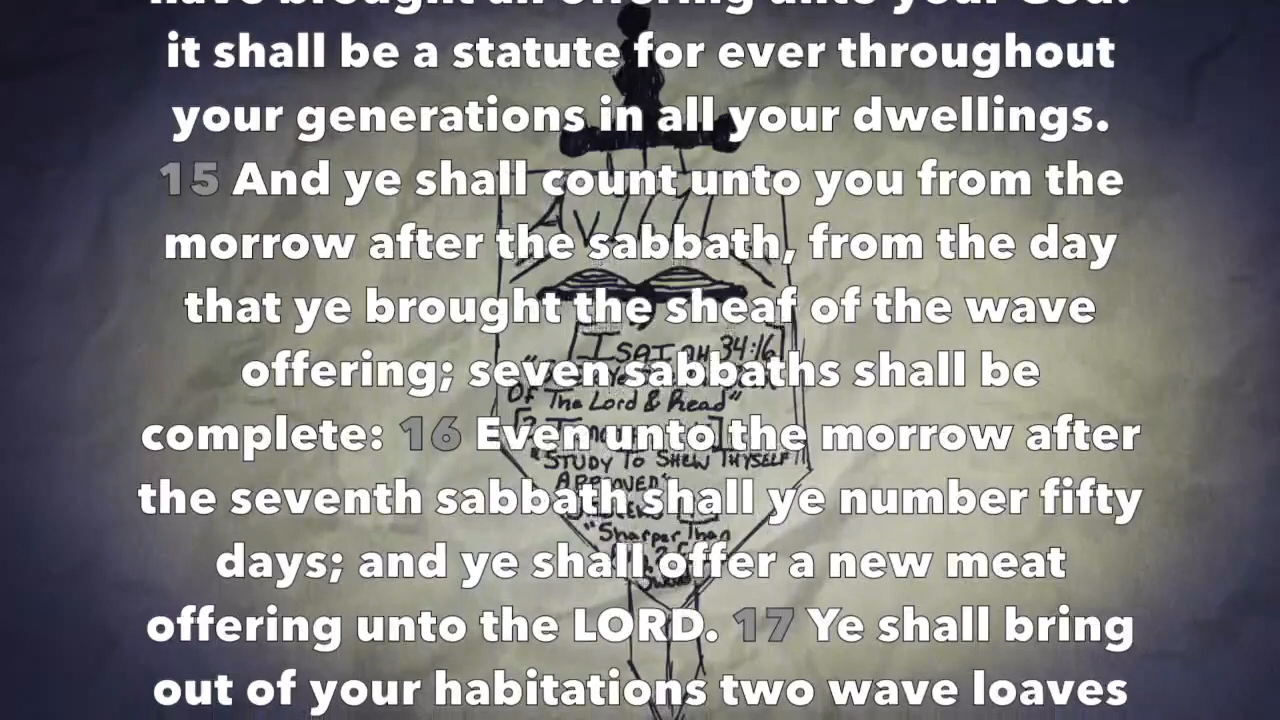 have brought an offering unto your God:
it shall be a statute for ever throughout
your generations in all your dwellings.
15 And ye shall count unto you from the
morrow after the sabbath, from the day
that ye brought the sheaf of the wave
offering; seven sabbaths shall be
complete: 16 Even unto the morrow after
the seventh sabbath shall ye number fifty
days; and ye shall offer a new meat
offering unto the LORD. 17 Ye shall bring
out of your habitations two wave loaves
[ISAIAH 34:16]
Of The Lord & Read"
"STUDY TO SHEW THYSELF
APPROVED"
"Sharper Than